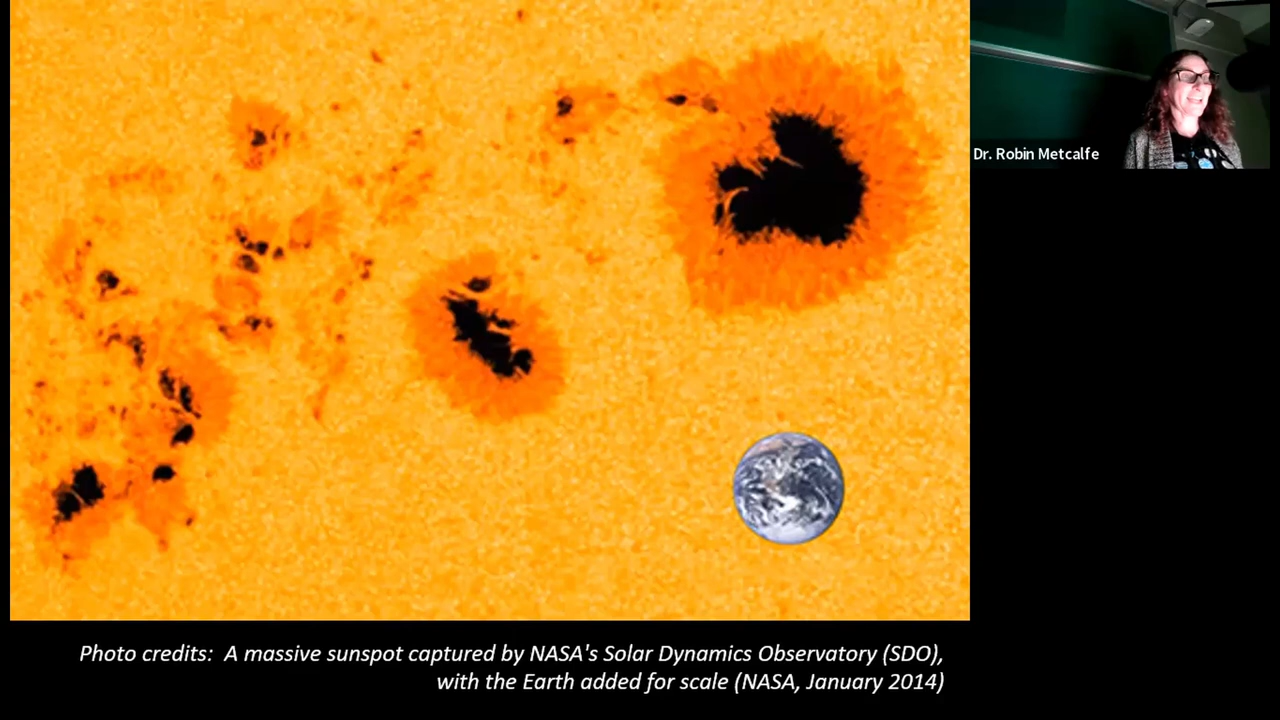 Dr. Robin Metcalfe
Photo credits:  A massive sunspot captured by NASA's Solar Dynamics Observatory (SDO),
with the Earth added for scale (NASA, January 2014)